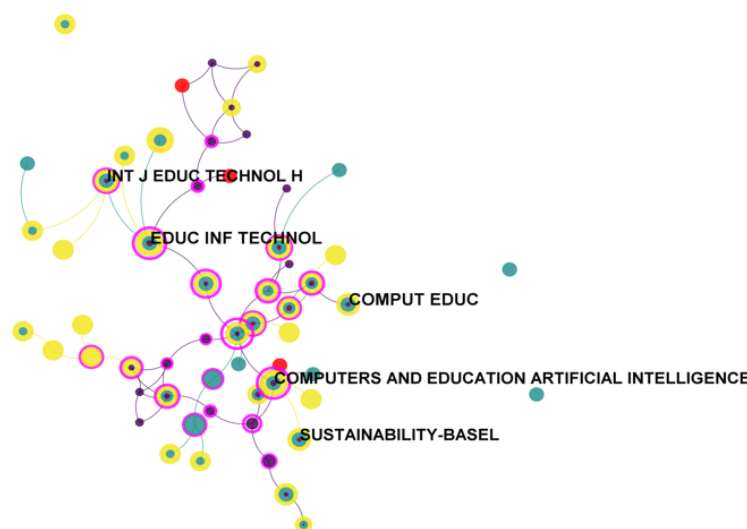 INT J EDUC TECHNOL H
EDUC INF TECHNOL
COMPUT EDUC
COMPUTERS AND EDUCATION ARTIFICIAL INTELLIGENCE
SUSTAINABILITY-BASEL